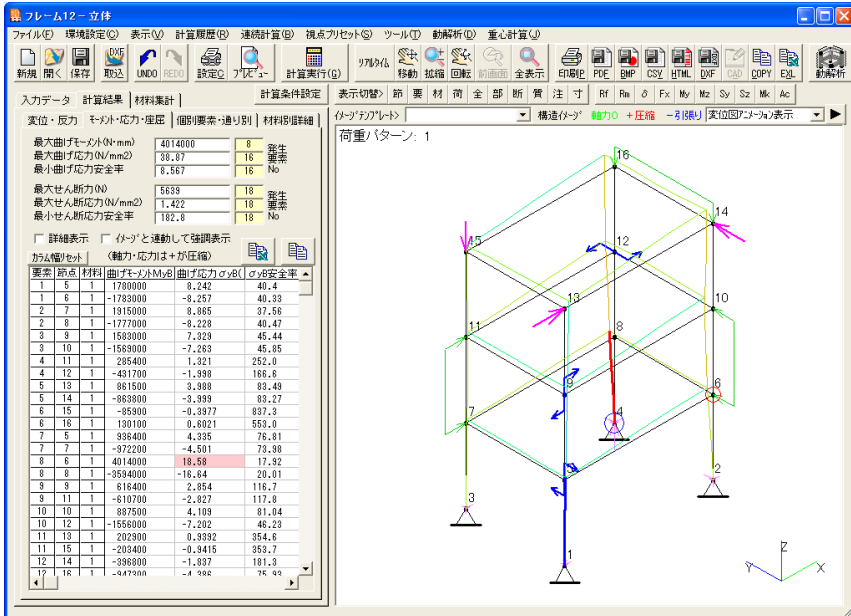 フレーム12－立体
ファイル(F) 環境設定(C) 表示(V) 計算履歴(R) 連続計算(B) 視点プリセット(S) ツール(T) 動解析(D) 重心計算(J)
新規 開く 保存 取込 UNDO REDO 設定C プレビュー 計算実行(G) リアルタイム 移動 拡縮 回転 前画面 全表示 印刷P PDF BMP CSV HTML DXF CAD COPY EXL 動解析
入力データ 計算結果 材料集計 計算条件設定 表示切替> 節 要 材 荷 全 部 断 質 注 寸 Rf Rm δ Fx My Mz Sy Sz Mk Ac
変位・反力 モーメント・応力・座屈 個別要素・通り別 材料別詳細 イメージテンプレート> 構造イメージ 軸力0 +圧縮 －引張り 変位図アニメーション表示
荷重パターン: 1
最大曲げモーメント(N・mm) 4014000 8 発生
最大曲げ応力(N/mm2) 38.87 16 要素
最小曲げ応力安全率 8.567 16 No
最大せん断力(N) 5639 18 発生
最大せん断応力(N/mm2) 1.422 18 要素
最小せん断応力安全率 182.8 18 No
詳細表示 イメージと連動して強調表示
カラム幅リセット (軸力・応力は+が圧縮)
要素 節点 材料 曲げモーメントMyB 曲げ応力σyB( σyB安全率
1 5 1 1780000 8.242 40.4
1 6 1 -1783000 -8.257 40.33
2 7 1 1915000 8.865 37.56
2 8 1 -1777000 -8.228 40.47
3 9 1 1583000 7.329 45.44
3 10 1 -1569000 -7.263 45.85
4 11 1 285400 1.321 252.0
4 12 1 -431700 -1.998 166.6
5 13 1 861500 3.988 83.49
5 14 1 -863800 -3.999 83.27
6 15 1 -85900 -0.3977 837.3
6 16 1 130100 0.6021 553.0
7 5 1 936400 4.335 76.81
7 7 1 -972200 -4.501 73.98
8 6 1 4014000 18.58 17.92
8 8 1 -3594000 -16.64 20.01
9 9 1 616400 2.854 116.7
9 11 1 -610700 -2.827 117.8
10 10 1 887500 4.109 81.04
10 12 1 -1556000 -7.202 46.23
11 13 1 202900 0.9392 354.6
11 15 1 -203400 -0.9415 353.7
12 14 1 -396800 -1.837 181.3
12 16 1 -947300 -4.386 75.93
16
14
15
12
13
10
11
8
9
6
7
4
5
2
3
1
Z
Y
X